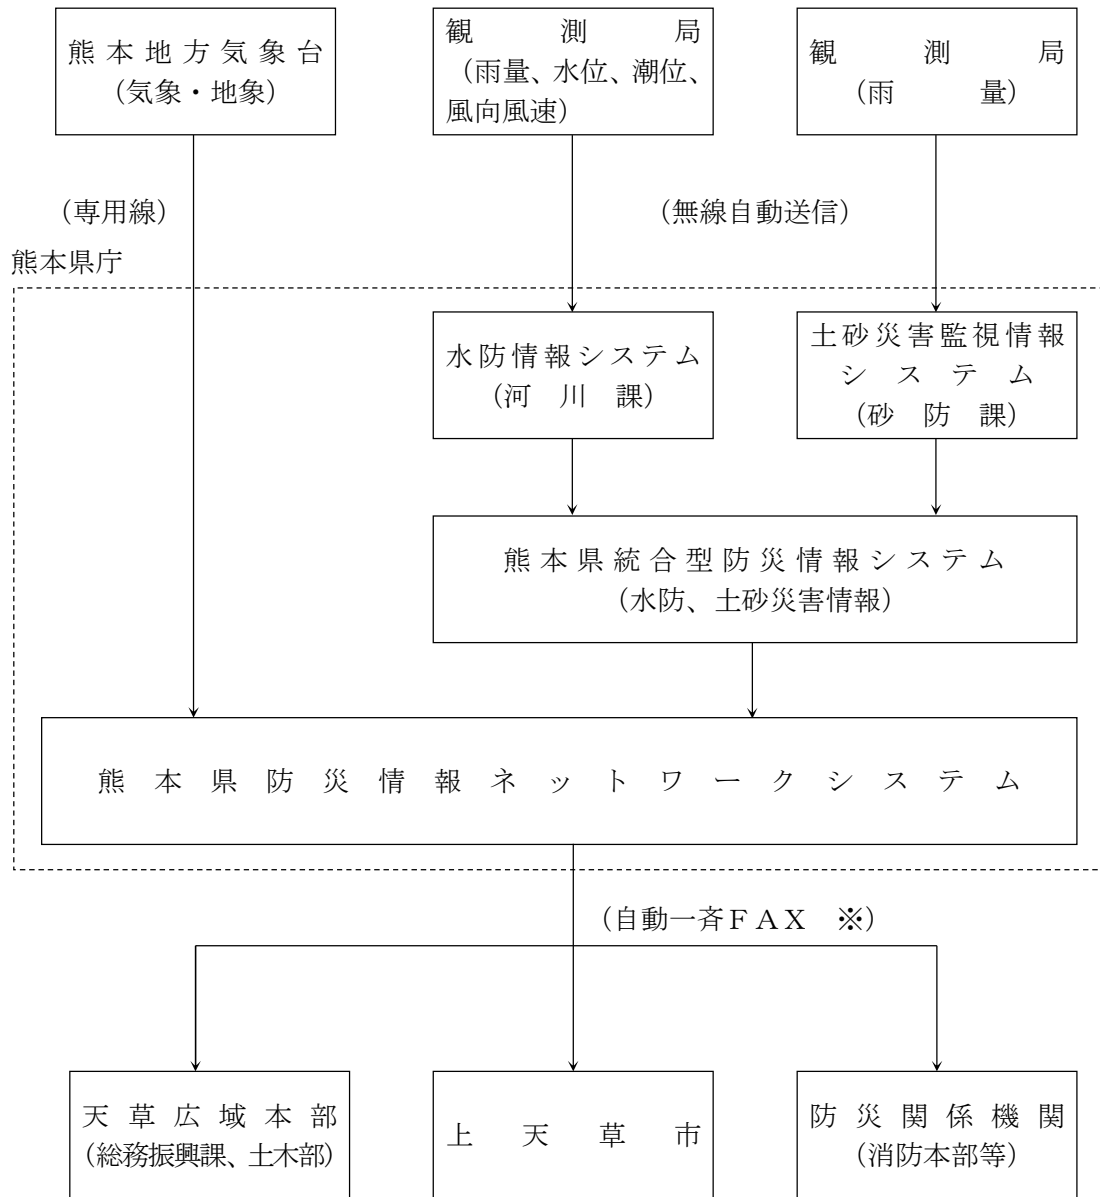 熊本地方気象台
(気象・地象)
観測局
(雨量、水位、潮位、
風向風速)
観測局
(雨量)
(専用線)
(無線自動送信)
熊本県庁
水防情報システム
(河川課)
土砂災害監視情報
システム
(砂防課)
熊本県統合型防災情報システム
(水防、土砂災害情報)
熊本県防災情報ネットワークシステム
(自動一斉FAX ※)
天草広域本部
(総務振興課、土木部)
上天草市
防災関係機関
(消防本部等)